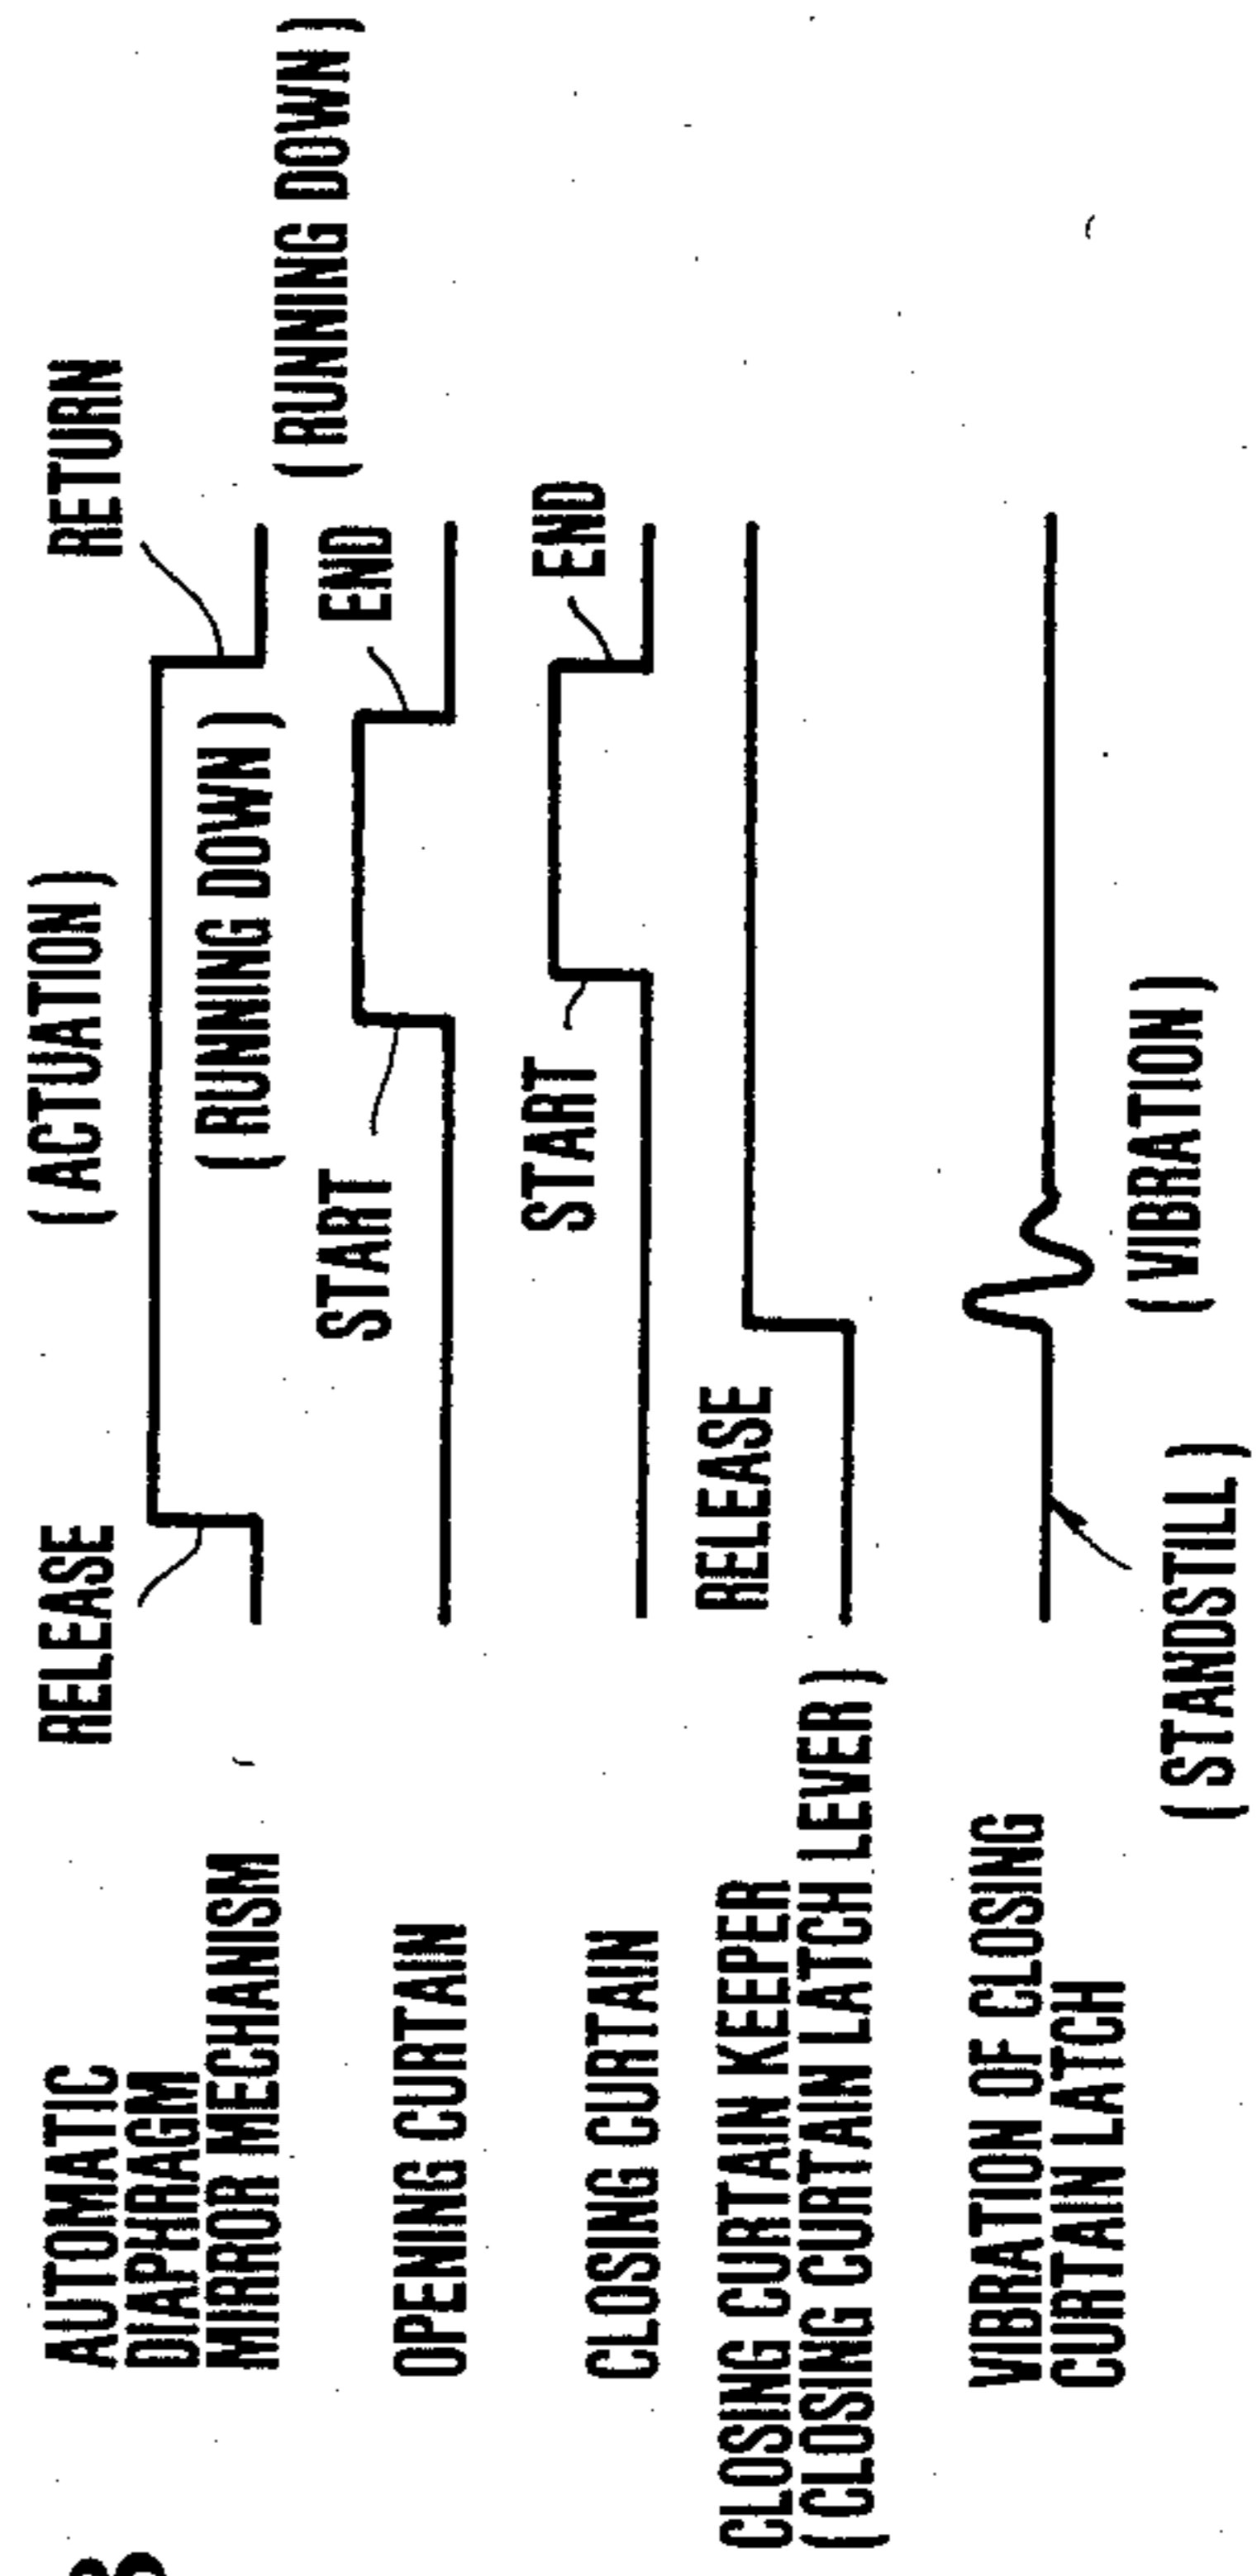 AUTOMATIC
DIAPHRAGM
MIRROR MECHANISM
RELEASE
(ACTUATION)
RETURN
OPENING CURTAIN
START
(RUNNING DOWN)
END
CLOSING CURTAIN
START
(RUNNING DOWN)
END
CLOSING CURTAIN KEEPER
(CLOSING CURTAIN LATCH LEVER)
RELEASE
VIBRATION OF CLOSING
CURTAIN LATCH
(STANDSTILL)
(VIBRATION)